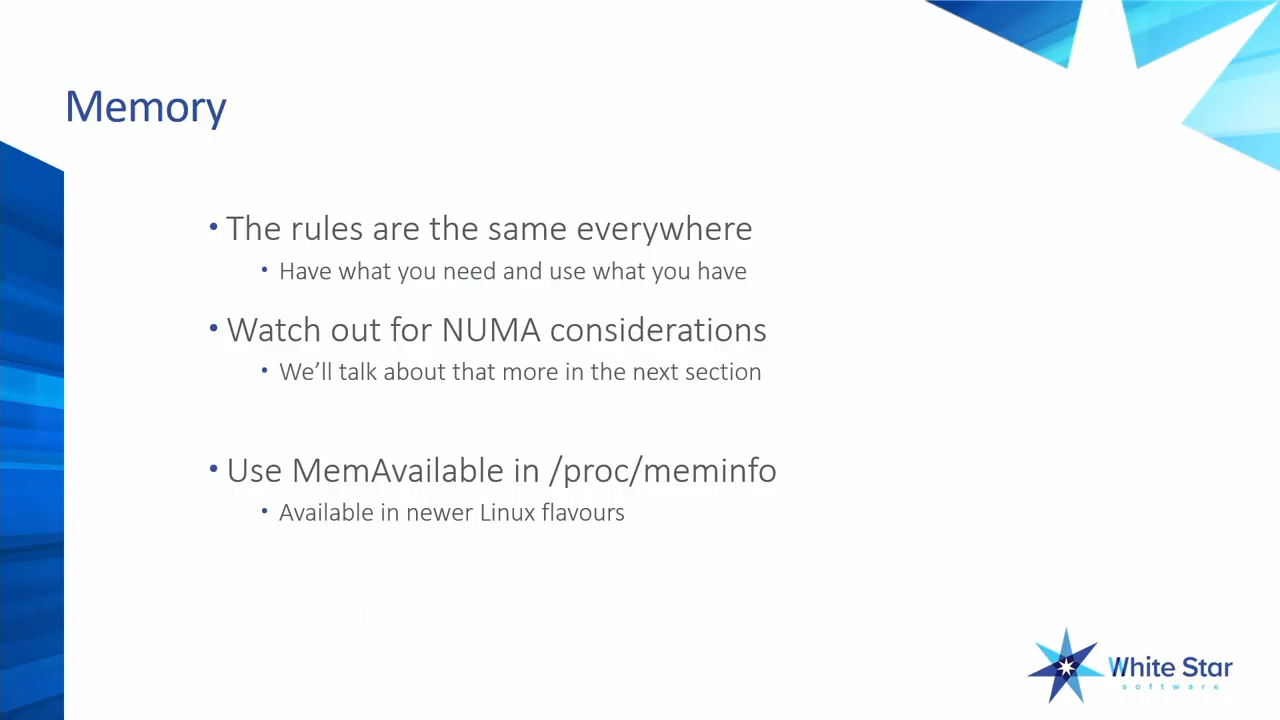 Memory
• The rules are the same everywhere
• Have what you need and use what you have
• Watch out for NUMA considerations
• We’ll talk about that more in the next section
• Use MemAvailable in /proc/meminfo
• Available in newer Linux flavours
White Star
software